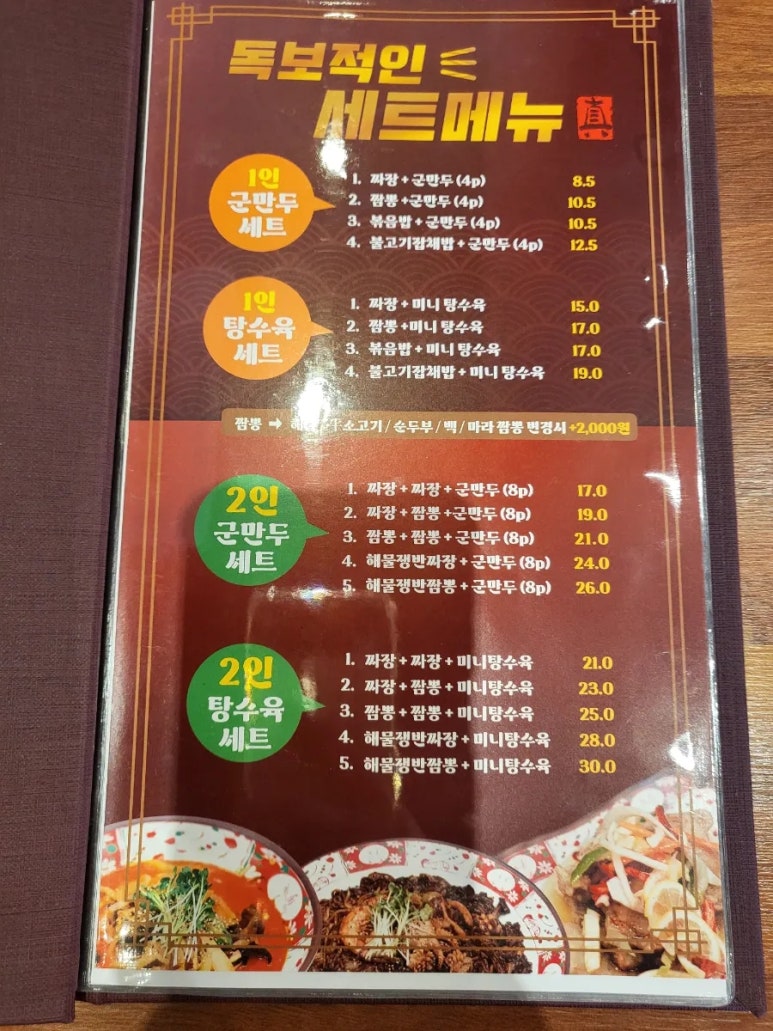 독보적인
세트메뉴
1인
군만두
세트
1. 짜장 + 군만두 (4p) 8.5
2. 짬뽕 +군만두 (4p) 10.5
3. 볶음밥 + 군만두 (4p) 10.5
4. 불고기잡채밥 + 군만두 (4p) 12.5
1인
탕수육
세트
1. 짜장 +미니 탕수육 15.0
2. 짬뽕 +미니 탕수육 17.0
3. 볶음밥 + 미니 탕수육 17.0
4. 불고기잡채밥 + 미니 탕수육 19.0
짬뽕 ➡ 소고기 / 순두부 / 백 / 마라 짬뽕 변경시 +2,000원
2인
군만두
세트
1. 짜장 + 짜장 + 군만두 (8p) 17.0
2. 짜장 + 짬뽕 +군만두 (8p) 19.0
3. 짬뽕 + 짬뽕 + 군만두 (8p) 21.0
4. 해물쟁반짜장 + 군만두 (8p) 24.0
5. 해물쟁반짬뽕 + 군만두 (8p) 26.0
2인
탕수육
세트
1. 짜장 + 짜장 + 미니탕수육 21.0
2. 짜장 + 짬뽕 + 미니탕수육 23.0
3. 짬뽕 + 짬뽕 + 미니탕수육 25.0
4. 해물쟁반짜장 + 미니탕수육 28.0
5. 해물쟁반짬뽕 + 미니탕수육 30.0